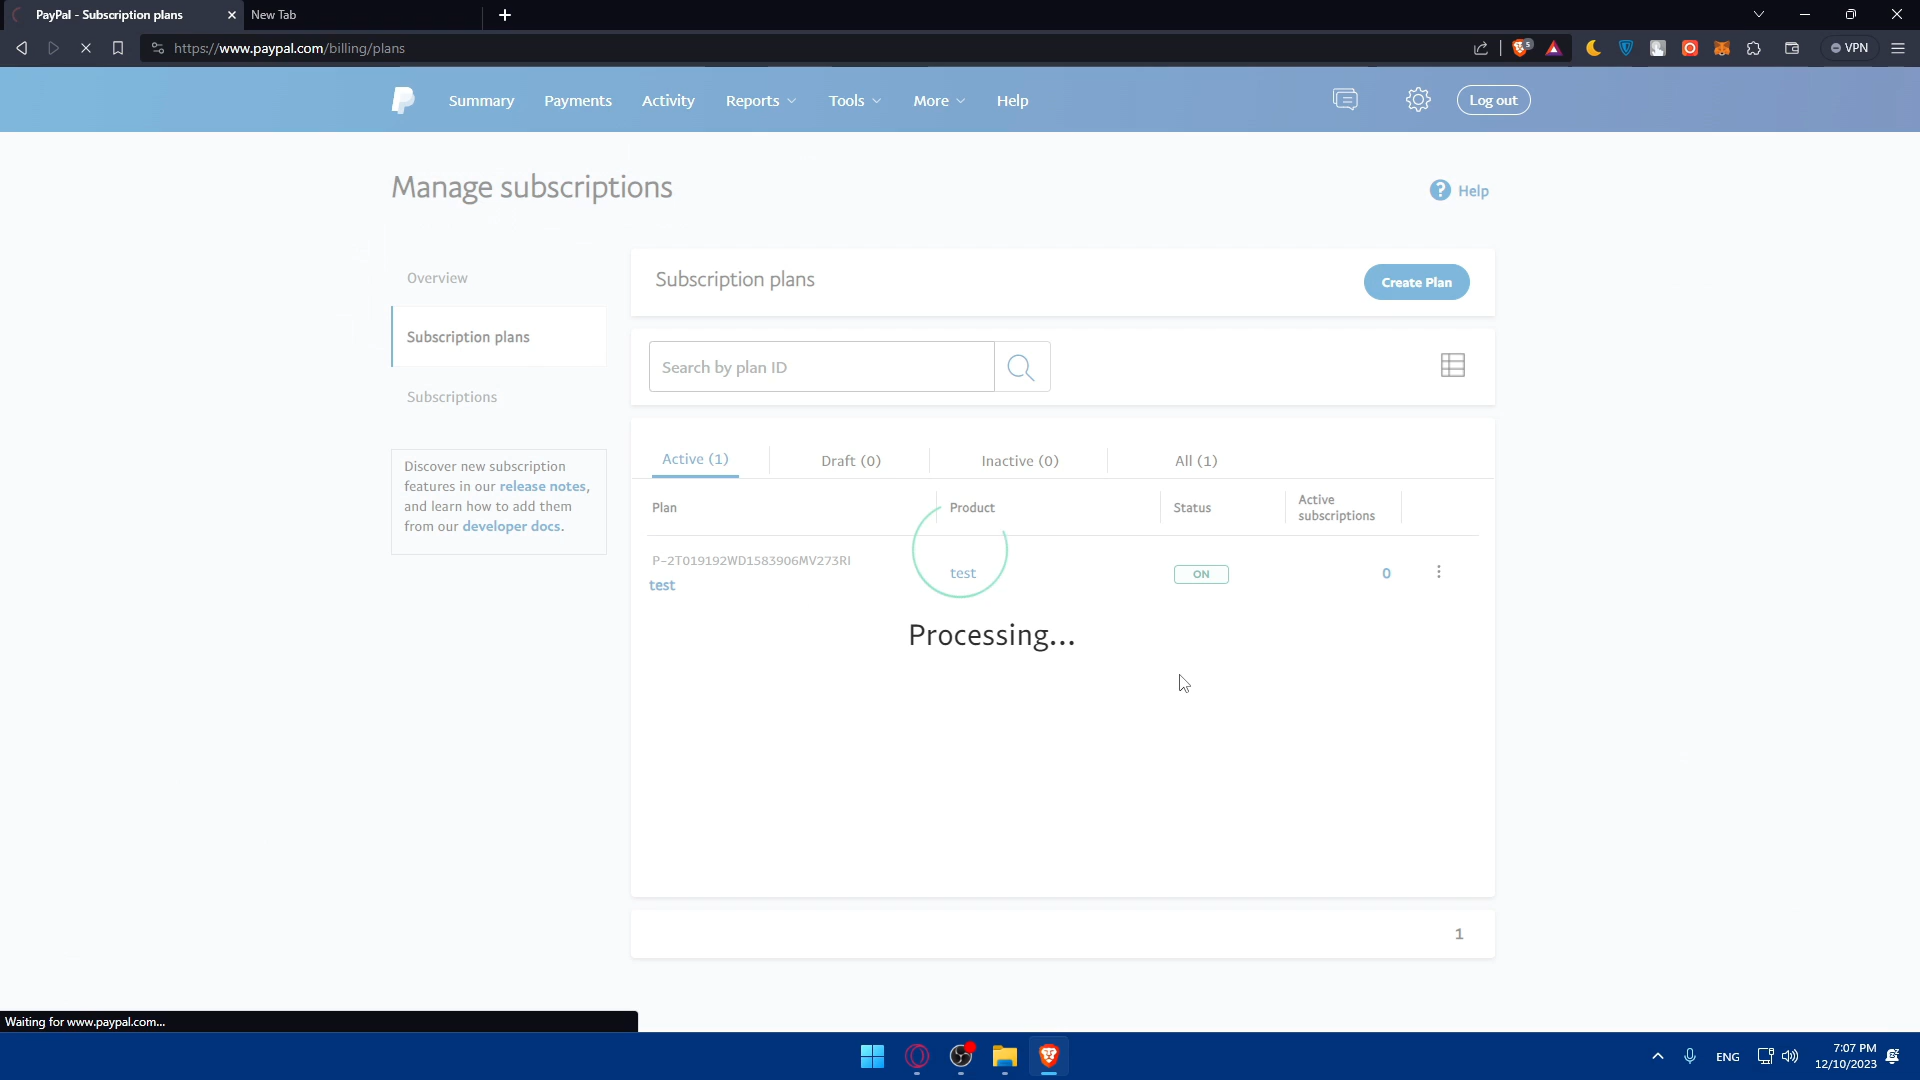 PayPal - Subscription plans
New Tab
https://www.paypal.com/billing/plans
VPN
Summary
Payments
Activity
Reports
Tools
More
Help
Log out
Manage subscriptions
Help
Overview
Subscription plans
Subscriptions
Discover new subscription
features in our release notes,
and learn how to add them
from our developer docs.
Subscription plans
Create Plan
Search by plan ID
Active (1)
Draft (0)
Inactive (0)
All (1)
Plan
Product
Status
Active
subscriptions
P-2T019192WD1583906MV273RI
test
test
ON
0
Processing...
1
Waiting for www.paypal.com...
ENG
7:07 PM
12/10/2023